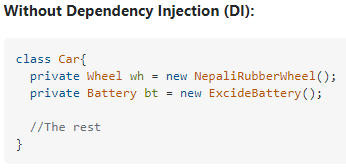 Without Dependency Injection (DI):
class Car{
  private Wheel wh = new NepaliRubberWheel();
  private Battery bt = new ExcideBattery();
  //The rest
}